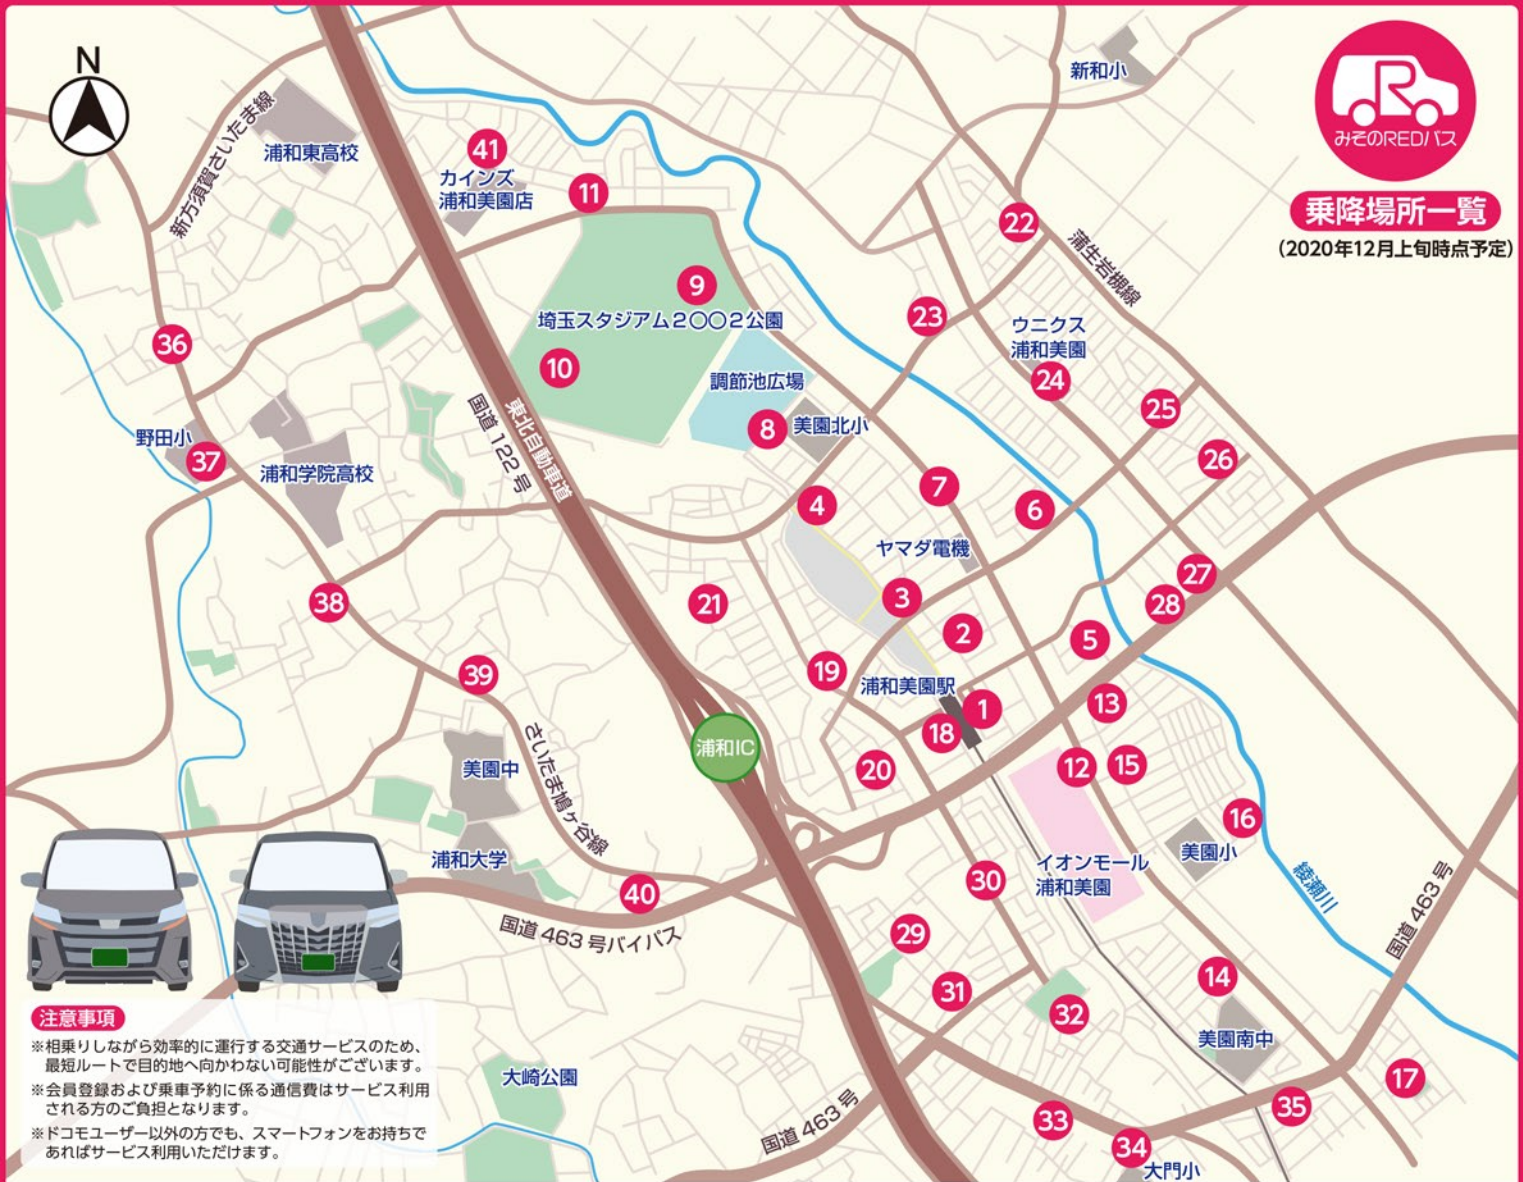 N
みそのREDバス
乗降場所一覧
(2020年12月上旬時点予定)
新和小
新方須賀さいたま線
浦和東高校
41
カインズ
浦和美園店
11
22
蒲生岩槻線
9
埼玉スタジアム２〇〇２公園
23
ウニクス
浦和美園
36
10
調節池広場
24
国道122号
東北自動車道
8
美園北小
25
野田小
37
浦和学院高校
26
7
4
6
ヤマダ電機
27
28
38
21
3
2
5
39
19
浦和美園駅
1
13
18
浦和IC
さいたま鳩ヶ谷線
美園中
20
12
15
16
浦和大学
美園小
イオンモール
浦和美園
30
綾瀬川
40
国道463号バイパス
29
国道463号
31
14
32
美園南中
大崎公園
17
国道463号
33
35
34
大門小
注意事項
※相乗りしながら効率的に運行する交通サービスのため、
最短ルートで目的地へ向かわない可能性がございます。
※会員登録および乗車予約に係る通信費はサービス利用
される方のご負担となります。
※ドコモユーザー以外の方でも、スマートフォンをお持ちで
あればサービス利用いただけます。